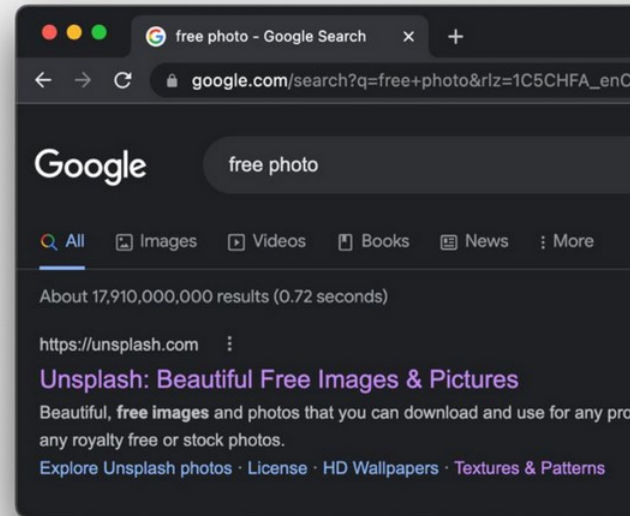 free photo - Google Search
google.com/search?q=free+photo&rlz=1C5CHFA_enC
Google
free photo
All Images Videos Books News More
About 17,910,000,000 results (0.72 seconds)
https://unsplash.com
Unsplash: Beautiful Free Images & Pictures
Beautiful, free images and photos that you can download and use for any pro
any royalty free or stock photos.
Explore Unsplash photos · License · HD Wallpapers · Textures & Patterns